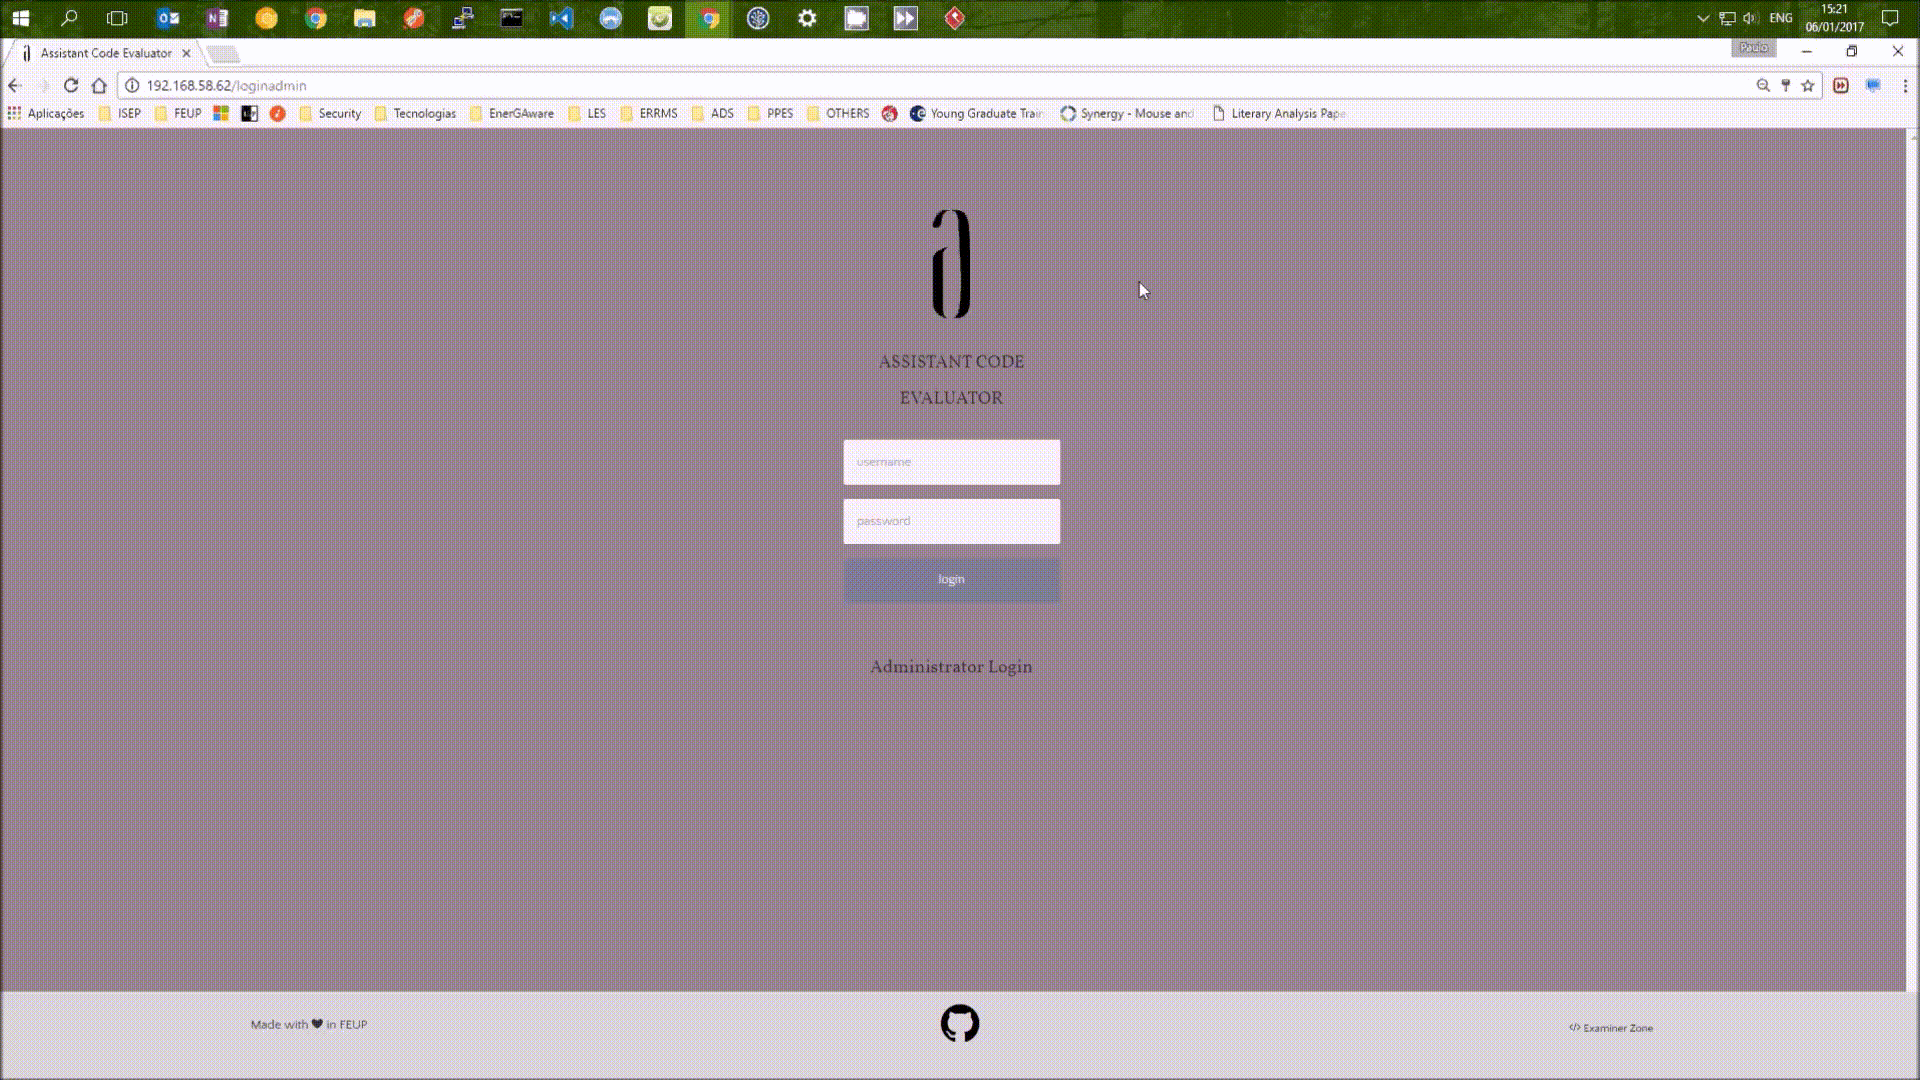 ENG
15:21
06/01/2017
Assistant Code Evaluator
Paulo
192.168.58.62/loginadmin
Aplicações ISEP FEUP Security Tecnologias EnerGAware LES ERRMS ADS PPES OTHERS Young Graduate Trai Synergy - Mouse and Literary Analysis Pape
ASSISTANT CODE
EVALUATOR
username
password
login
Administrator Login
Made with ♥ in FEUP
</> Examiner Zone